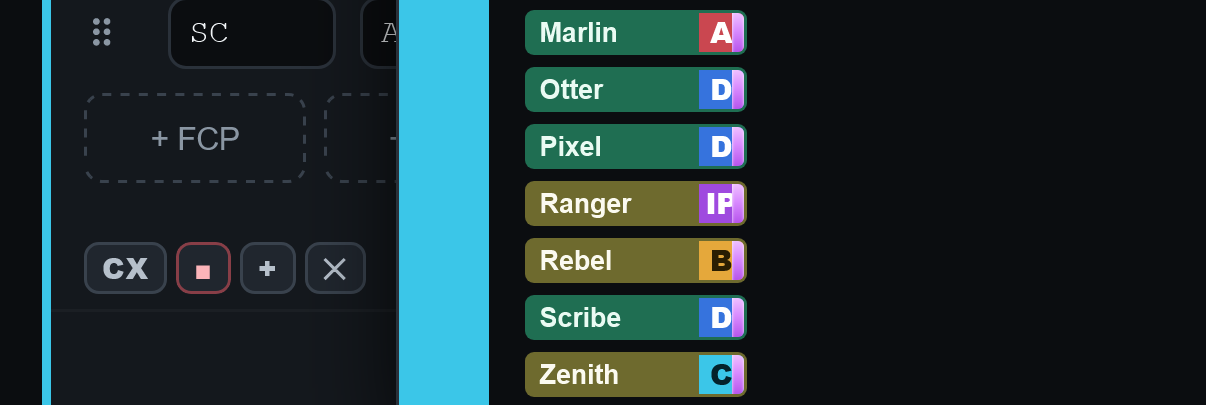 SC
+ FCP
CX
+
Marlin A
Otter D
Pixel D
Ranger IP
Rebel B
Scribe D
Zenith C